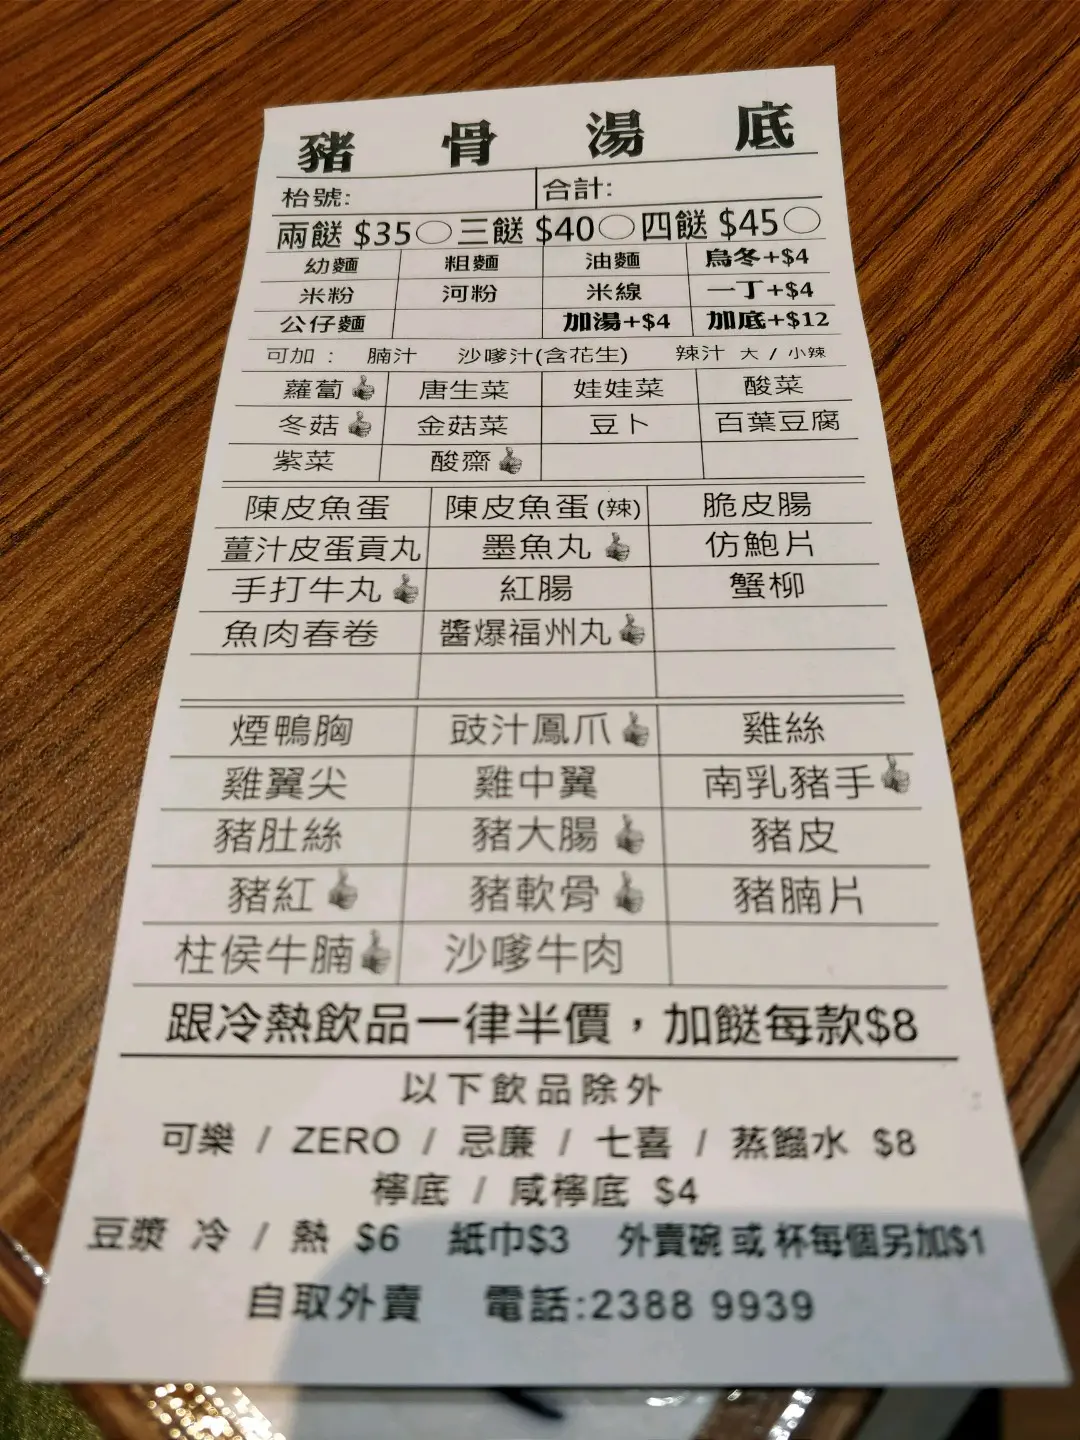 豬骨湯底
枱號: 合計:
兩餸 $35○ 三餸 $40○ 四餸 $45○
幼麵 粗麵 油麵 烏冬+$4
米粉 河粉 米線 一丁+$4
公仔麵 加湯+$4 加底+$12
可加 : 腩汁 沙嗲汁(含花生) 辣汁 大 / 小辣
蘿蔔 唐生菜 娃娃菜 酸菜
冬菇 金菇菜 豆卜 百葉豆腐
紫菜 酸齋
陳皮魚蛋 陳皮魚蛋(辣) 脆皮腸
薑汁皮蛋貢丸 墨魚丸 仿鮑片
手打牛丸 紅腸 蟹柳
魚肉春卷 醬爆福州丸
煙鴨胸 豉汁鳳爪 雞絲
雞翼尖 雞中翼 南乳豬手
豬肚絲 豬大腸 豬皮
豬紅 豬軟骨 豬腩片
柱侯牛腩 沙嗲牛肉
跟冷熱飲品一律半價，加餸每款$8
以下飲品除外
可樂 / ZERO / 忌廉 / 七喜 / 蒸餾水 $8
檸底 / 咸檸底 $4
豆漿 冷 / 熱 $6 紙巾$3 外賣碗或杯每個另加$1
自取外賣 電話:2388 9939